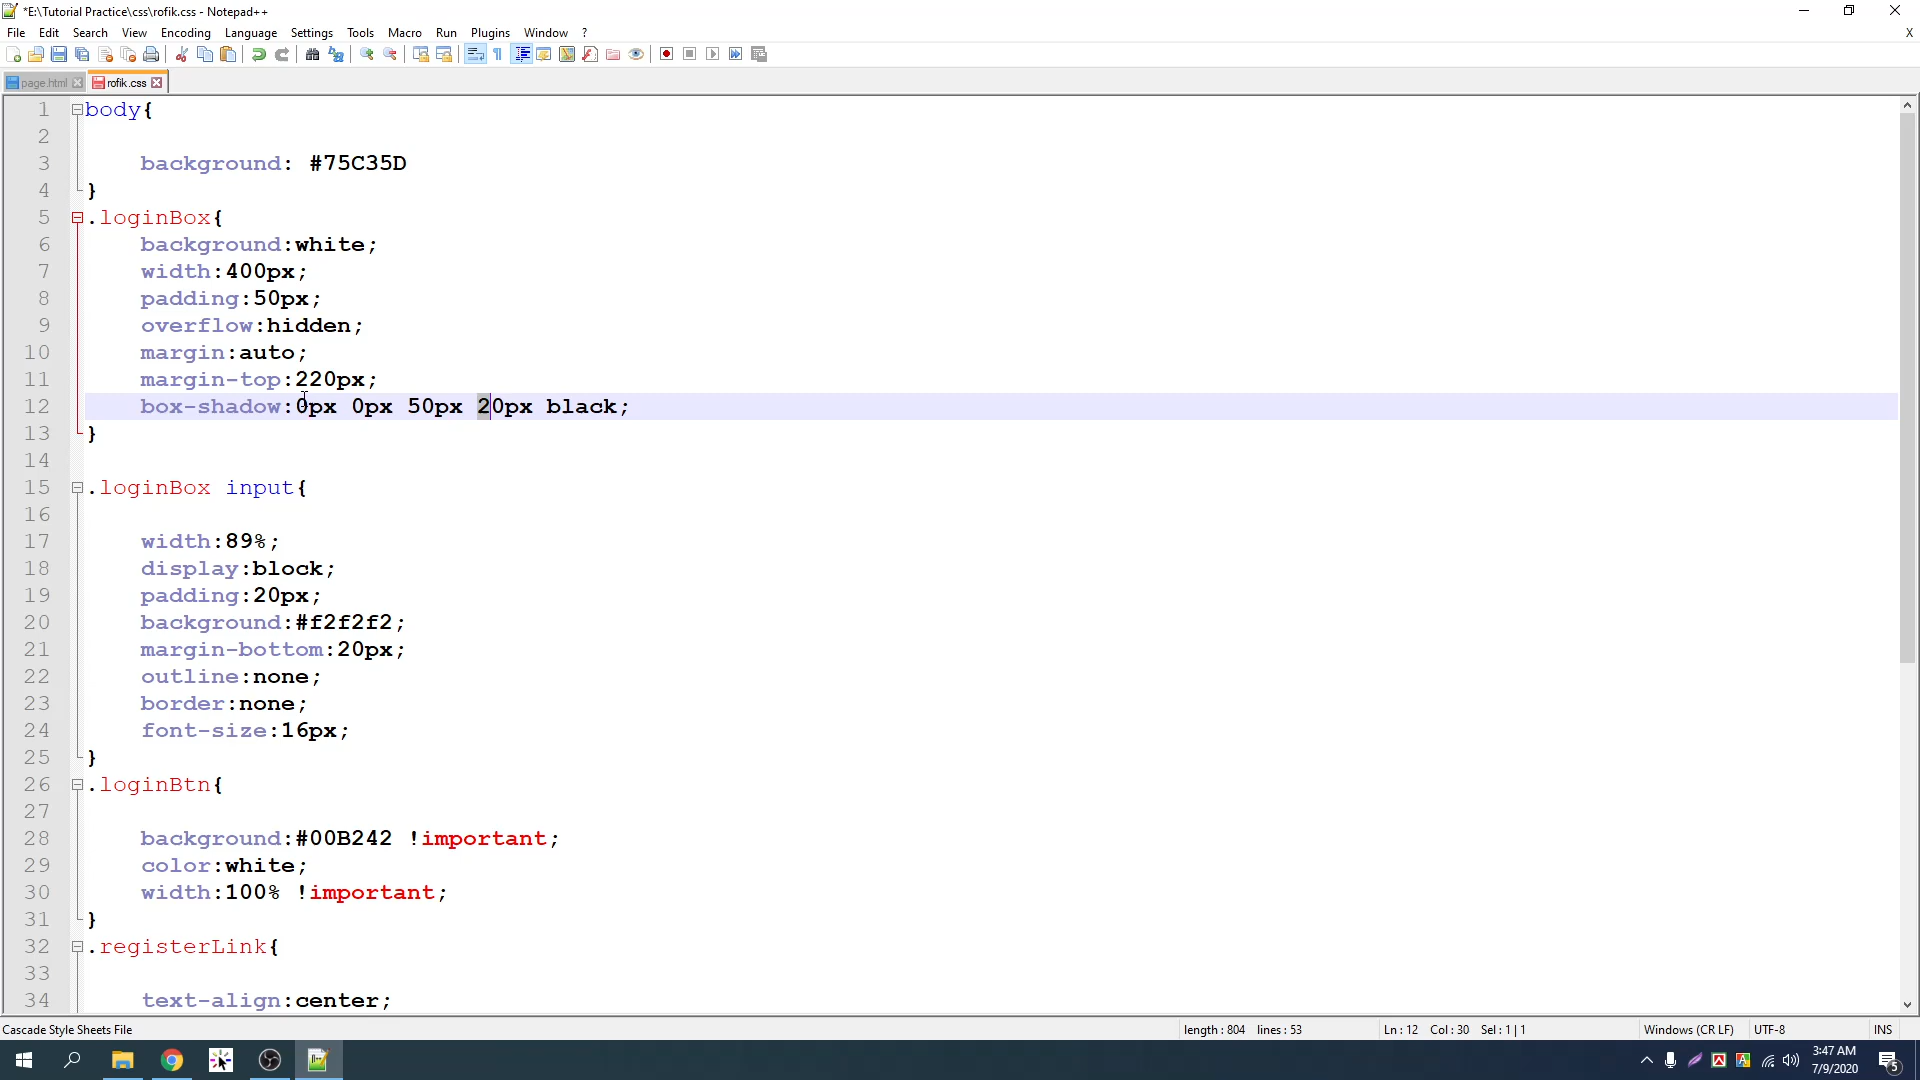 *E:\Tutorial Practice\css\rofik.css - Notepad++
File Edit Search View Encoding Language Settings Tools Macro Run Plugins Window ? X
page.html rofik.css
1 body{
2
3 background: #75C35D
4 }
5 .loginBox{
6 background:white;
7 width:400px;
8 padding:50px;
9 overflow:hidden;
10 margin:auto;
11 margin-top:220px;
12 box-shadow:0px 0px 50px 20px black;
13 }
14
15 .loginBox input{
16
17 width:89%;
18 display:block;
19 padding:20px;
20 background:#f2f2f2;
21 margin-bottom:20px;
22 outline:none;
23 border:none;
24 font-size:16px;
25 }
26 .loginBtn{
27
28 background:#00B242 !important;
29 color:white;
30 width:100% !important;
31 }
32 .registerLink{
33
34 text-align:center;
Cascade Style Sheets File length : 804 lines : 53 Ln : 12 Col : 30 Sel : 1 | 1 Windows (CR LF) UTF-8 INS
3:47 AM
7/9/2020
5